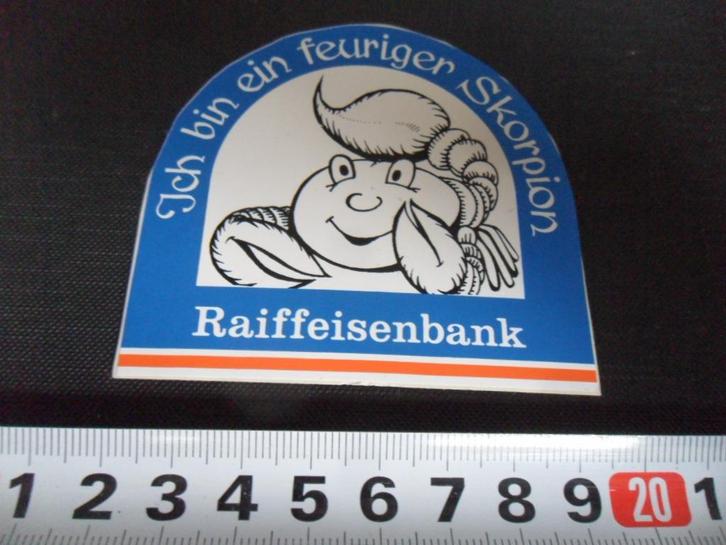 Ich bin ein feuriger Skorpion
Raiffeisenbank
1 2 3 4 5 6 7 8 9 20 1